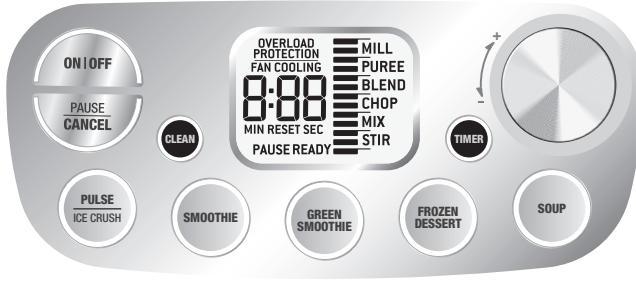 ON|OFF
PAUSE
CANCEL
CLEAN
OVERLOAD
PROTECTION
FAN COOLING
8:88
MIN RESET SEC
PAUSE READY
MILL
PUREE
BLEND
CHOP
MIX
STIR
TIMER
+
-
PULSE
ICE CRUSH
SMOOTHIE
GREEN
SMOOTHIE
FROZEN
DESSERT
SOUP